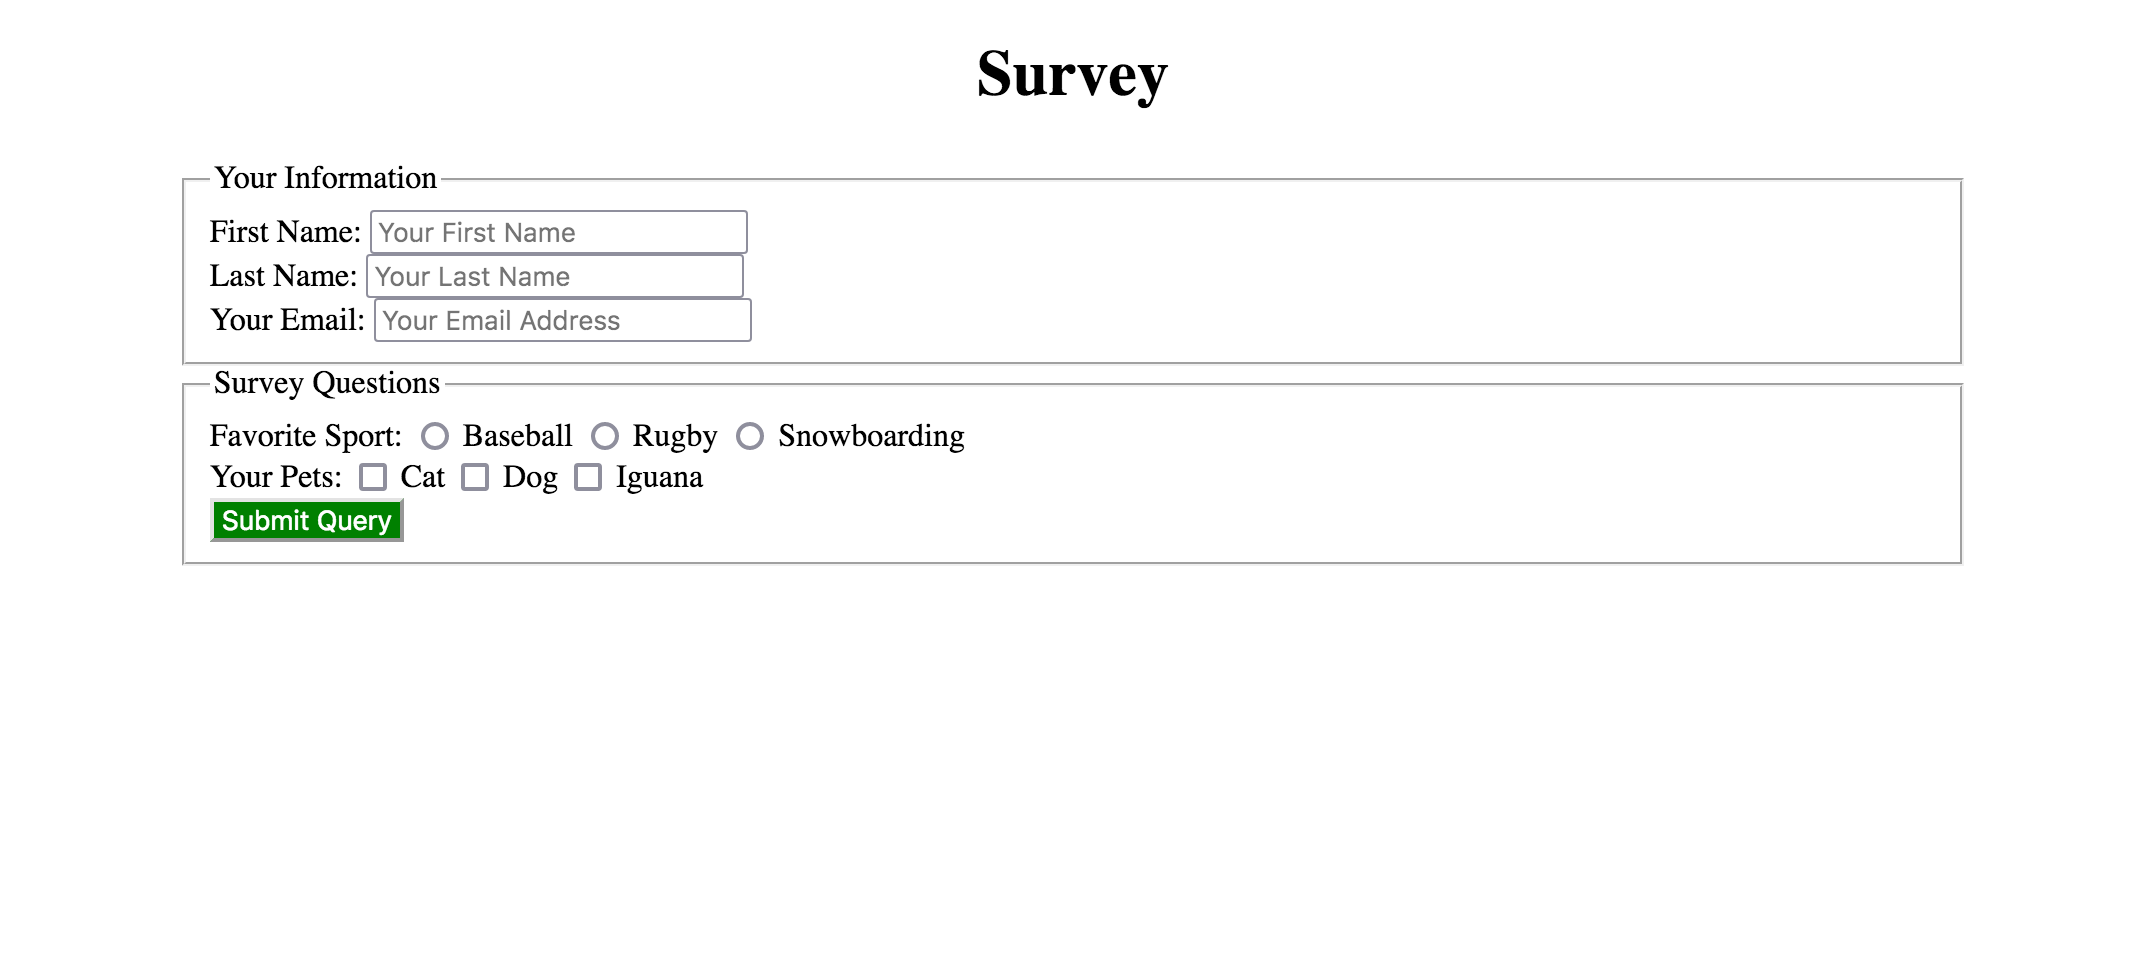 Survey
Your Information
First Name: Your First Name
Last Name: Your Last Name
Your Email: Your Email Address
Survey Questions
Favorite Sport: Baseball Rugby Snowboarding
Your Pets: Cat Dog Iguana
Submit Query